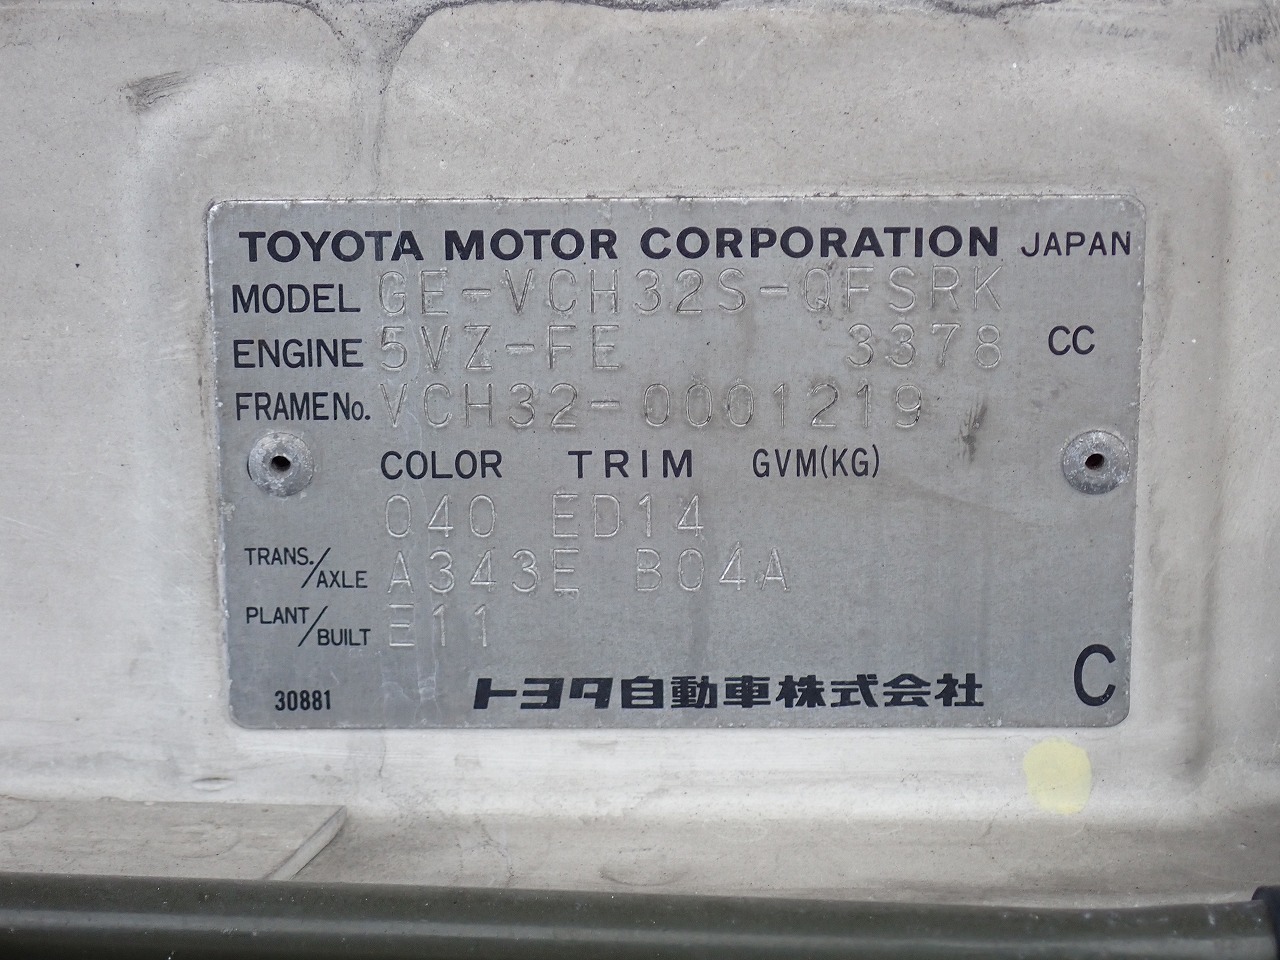 TOYOTA MOTOR CORPORATION JAPAN
MODEL GE-VCH32S-QFSRK
ENGINE 5VZ-FE 3378 CC
FRAME No. VCH32-0001219
COLOR TRIM GVM(KG)
040 ED14
TRANS./AXLE A343E B04A
PLANT/BUILT E11
30881 トヨタ自動車株式会社 C